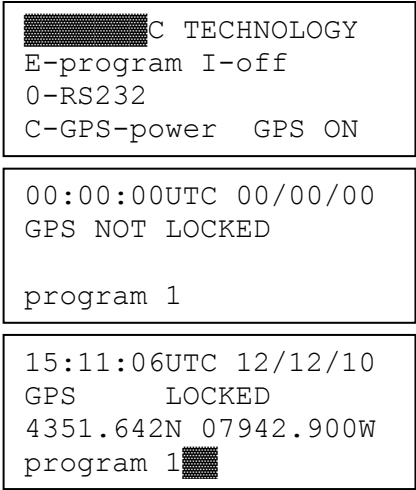 TECHNOLOGY
E-program I-off
0-RS232
C-GPS-power GPS ON
00:00:00UTC 00/00/00
GPS NOT LOCKED
program 1
15:11:06UTC 12/12/10
GPS LOCKED
4351.642N 07942.900W
program 1